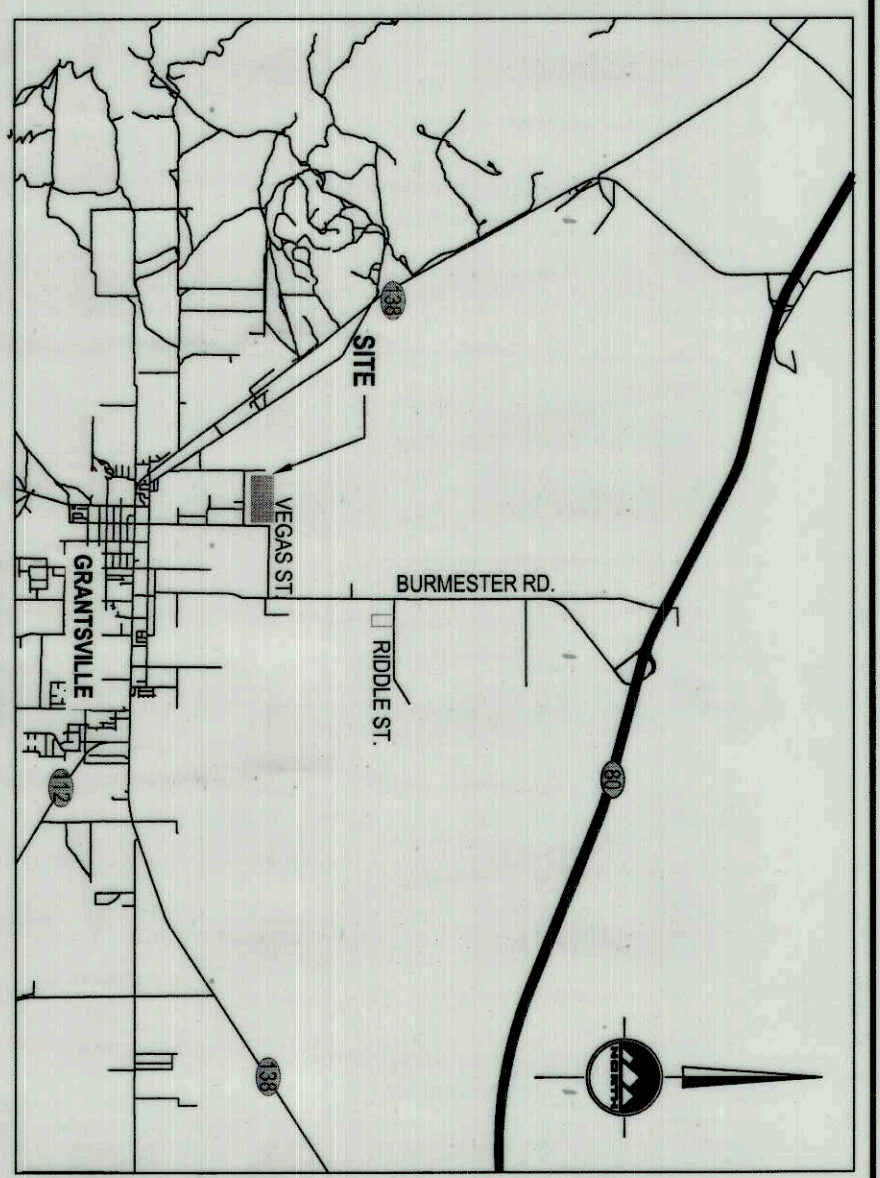 138
SITE
VEGAS ST
BURMESTER RD.
RIDDLE ST.
GRANTSVILLE
80
112
138
NORTH